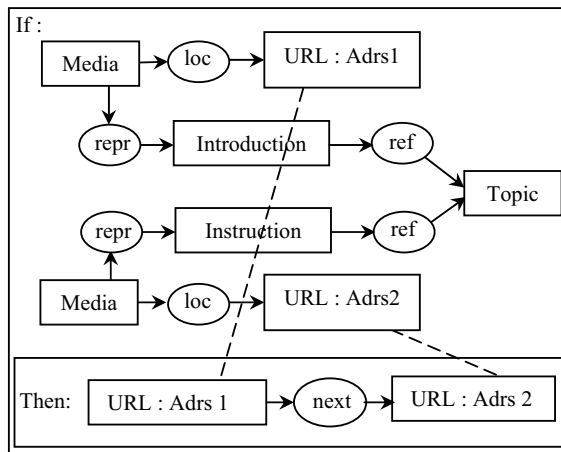 If :
Media
loc
URL : Adrs1
repr
Introduction
ref
Topic
repr
Instruction
ref
Media
loc
URL : Adrs2
Then:
URL : Adrs 1
next
URL : Adrs 2